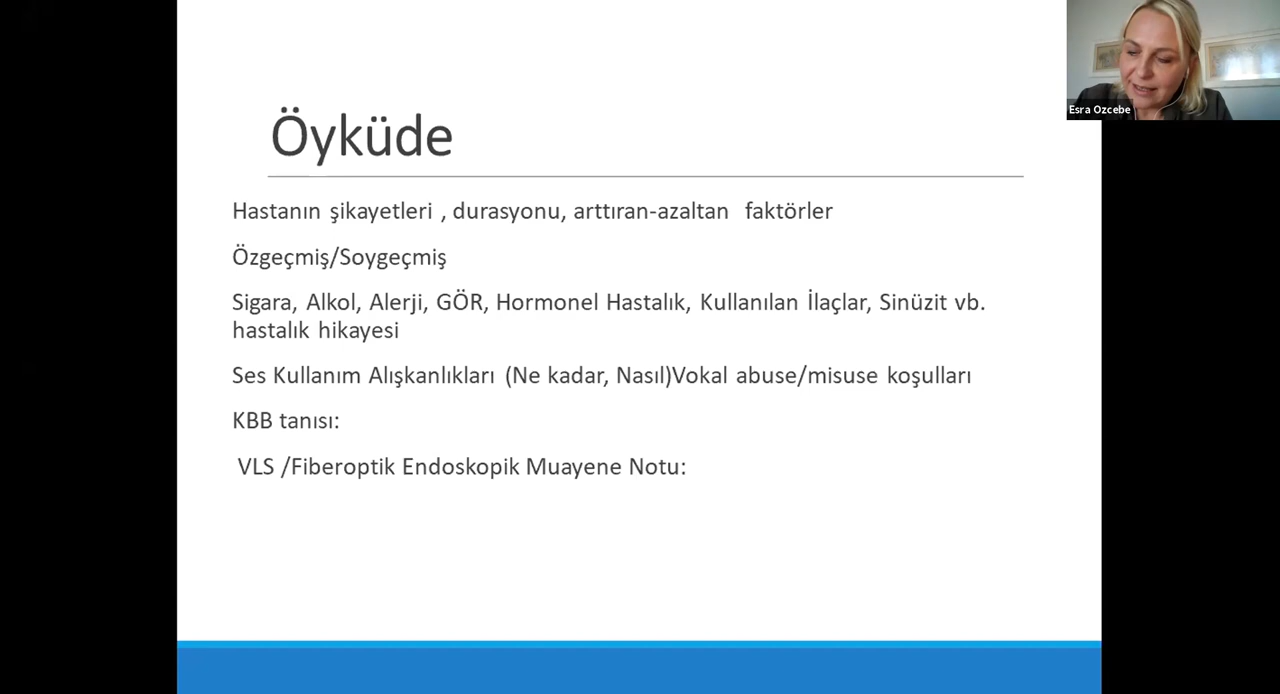 Esra Ozcebe
Öyküde
Hastanın şikayetleri , durasyonu, arttıran-azaltan  faktörler
Özgeçmiş/Soygeçmiş
Sigara, Alkol, Alerji, GÖR, Hormonel Hastalık, Kullanılan İlaçlar, Sinüzit vb.
hastalık hikayesi
Ses Kullanım Alışkanlıkları (Ne kadar, Nasıl)Vokal abuse/misuse koşulları
KBB tanısı:
VLS /Fiberoptik Endoskopik Muayene Notu: